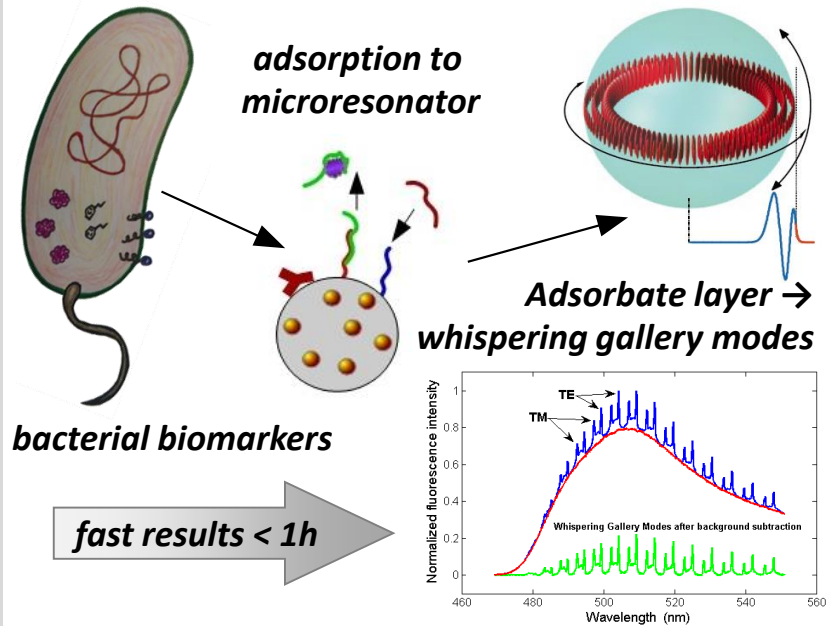 adsorption to
microresonator
Adsorbate layer →
whispering gallery modes
bacterial biomarkers
fast results < 1h
Normalized fluorescence intensity
1
0.8
0.6
0.4
0.2
0
TE
TM
Whispering Gallery Modes after background subtraction
460 480 500 520 540 560
Wavelength (nm)